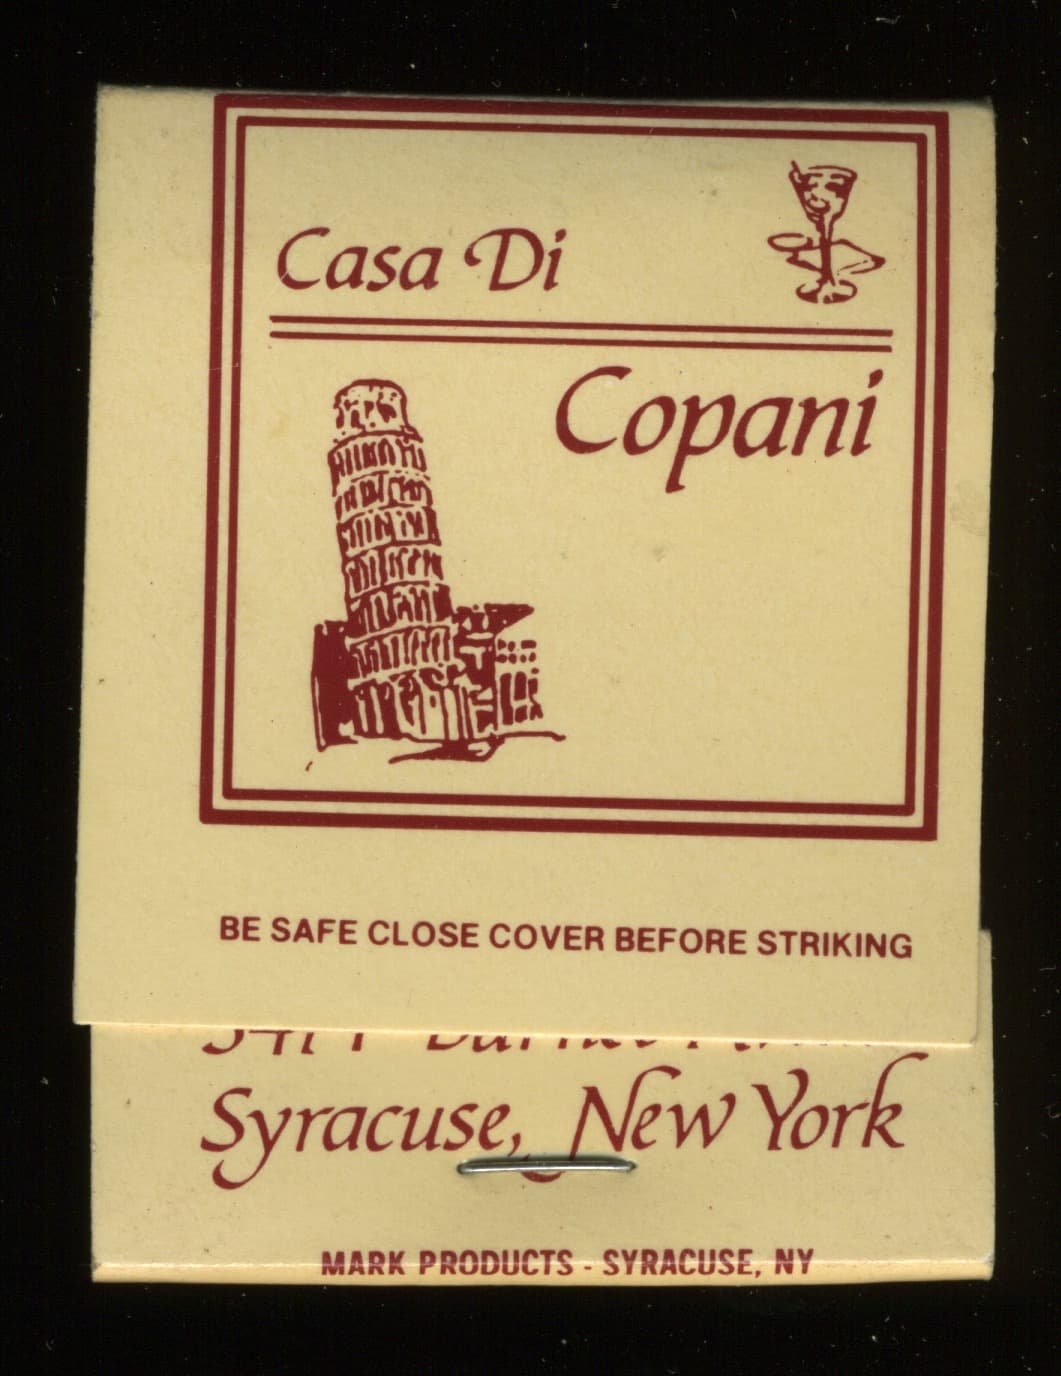 Casa Di
Copani
BE SAFE CLOSE COVER BEFORE STRIKING
Syracuse, New York
MARK PRODUCTS - SYRACUSE, NY